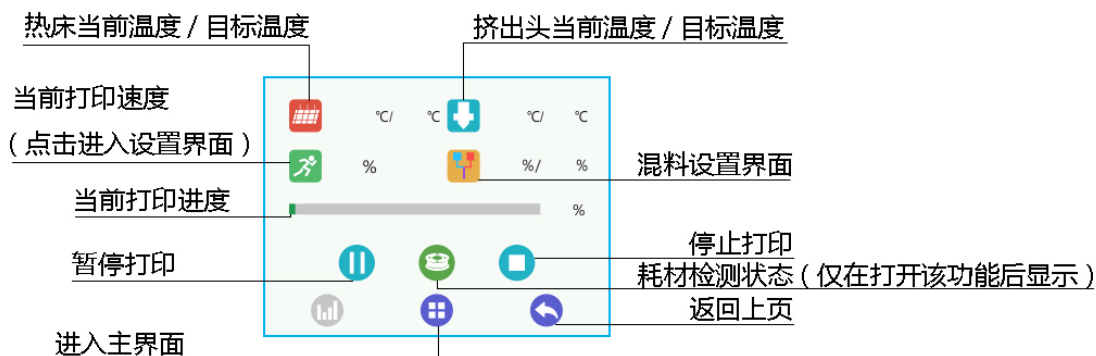 热床当前温度 / 目标温度
挤出头当前温度 / 目标温度
当前打印速度
（点击进入设置界面）
℃/ ℃
℃/ ℃
%
%/ %
混料设置界面
当前打印进度
%
暂停打印
停止打印
耗材检测状态（仅在打开该功能后显示）
返回上页
进入主界面